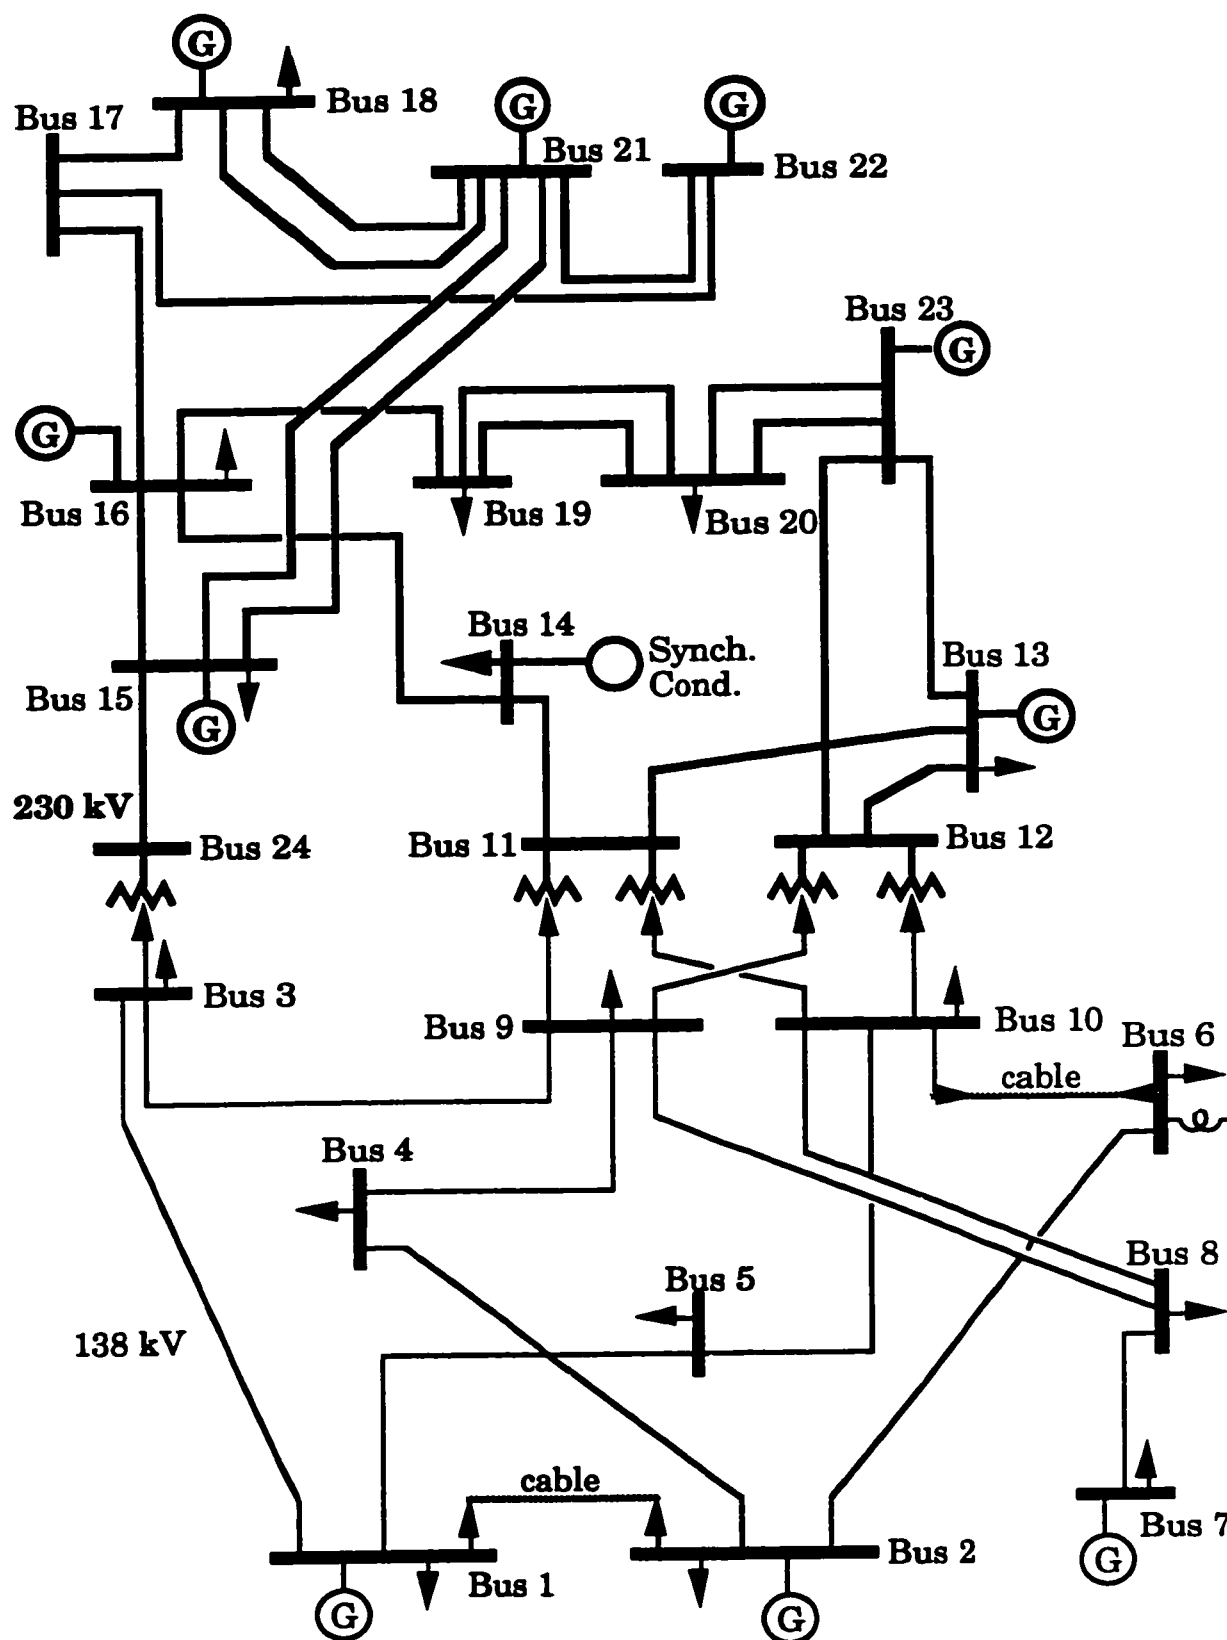 G
G
G
Bus 18
Bus 17
Bus 21
Bus 22
Bus 23
G
G
Bus 16
Bus 19
Bus 20
Bus 14
Synch.
Cond.
Bus 13
Bus 15
G
G
230 kV
Bus 24
Bus 11
Bus 12
Bus 3
Bus 9
Bus 10
Bus 6
cable
Bus 4
Bus 8
Bus 5
138 kV
cable
Bus 7
Bus 2
Bus 1
G
G
G